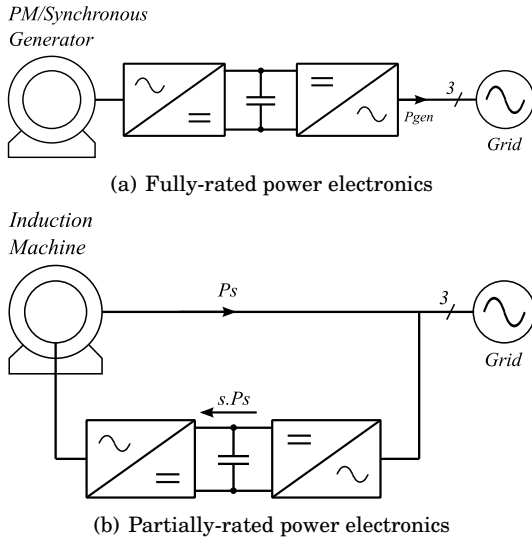 PM/Synchronous
Generator
3
Pgen
Grid
(a) Fully-rated power electronics
Induction
Machine
Ps
3
Grid
s.Ps
(b) Partially-rated power electronics